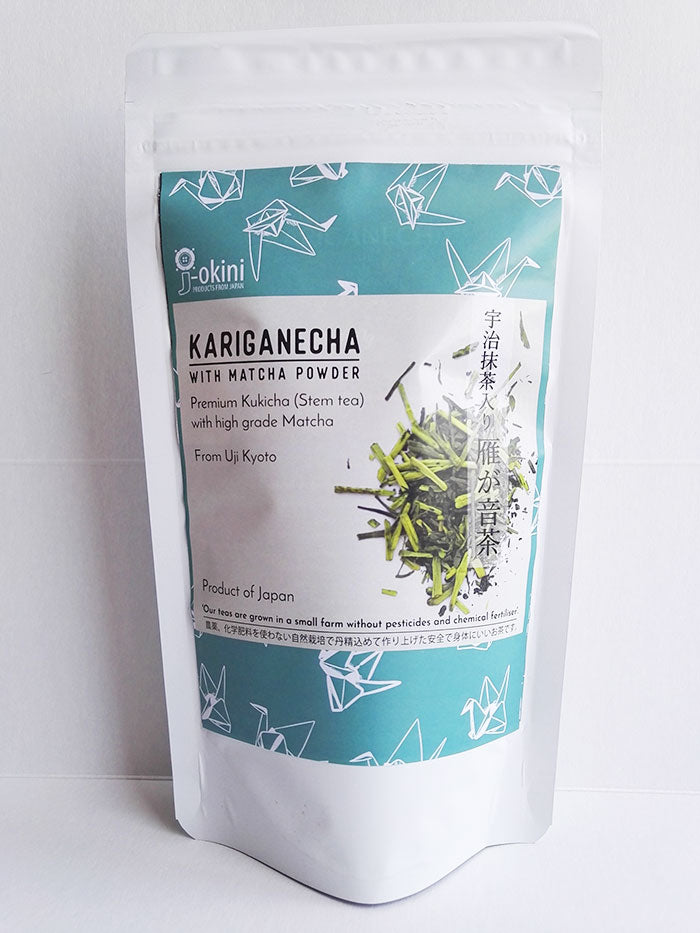 J-okini
PRODUCTS FROM JAPAN
KARIGANECHA
WITH MATCHA POWDER
Premium Kukicha (Stem tea)
with high grade Matcha
From Uji Kyoto
宇治抹茶入り雁が音茶
Product of Japan
'Our teas are grown in a small farm without pesticides and chemical fertiliser'.
農薬、化学肥料を使わない自然栽培で丹精込めて作り上げた安全で身体にいいお茶です。